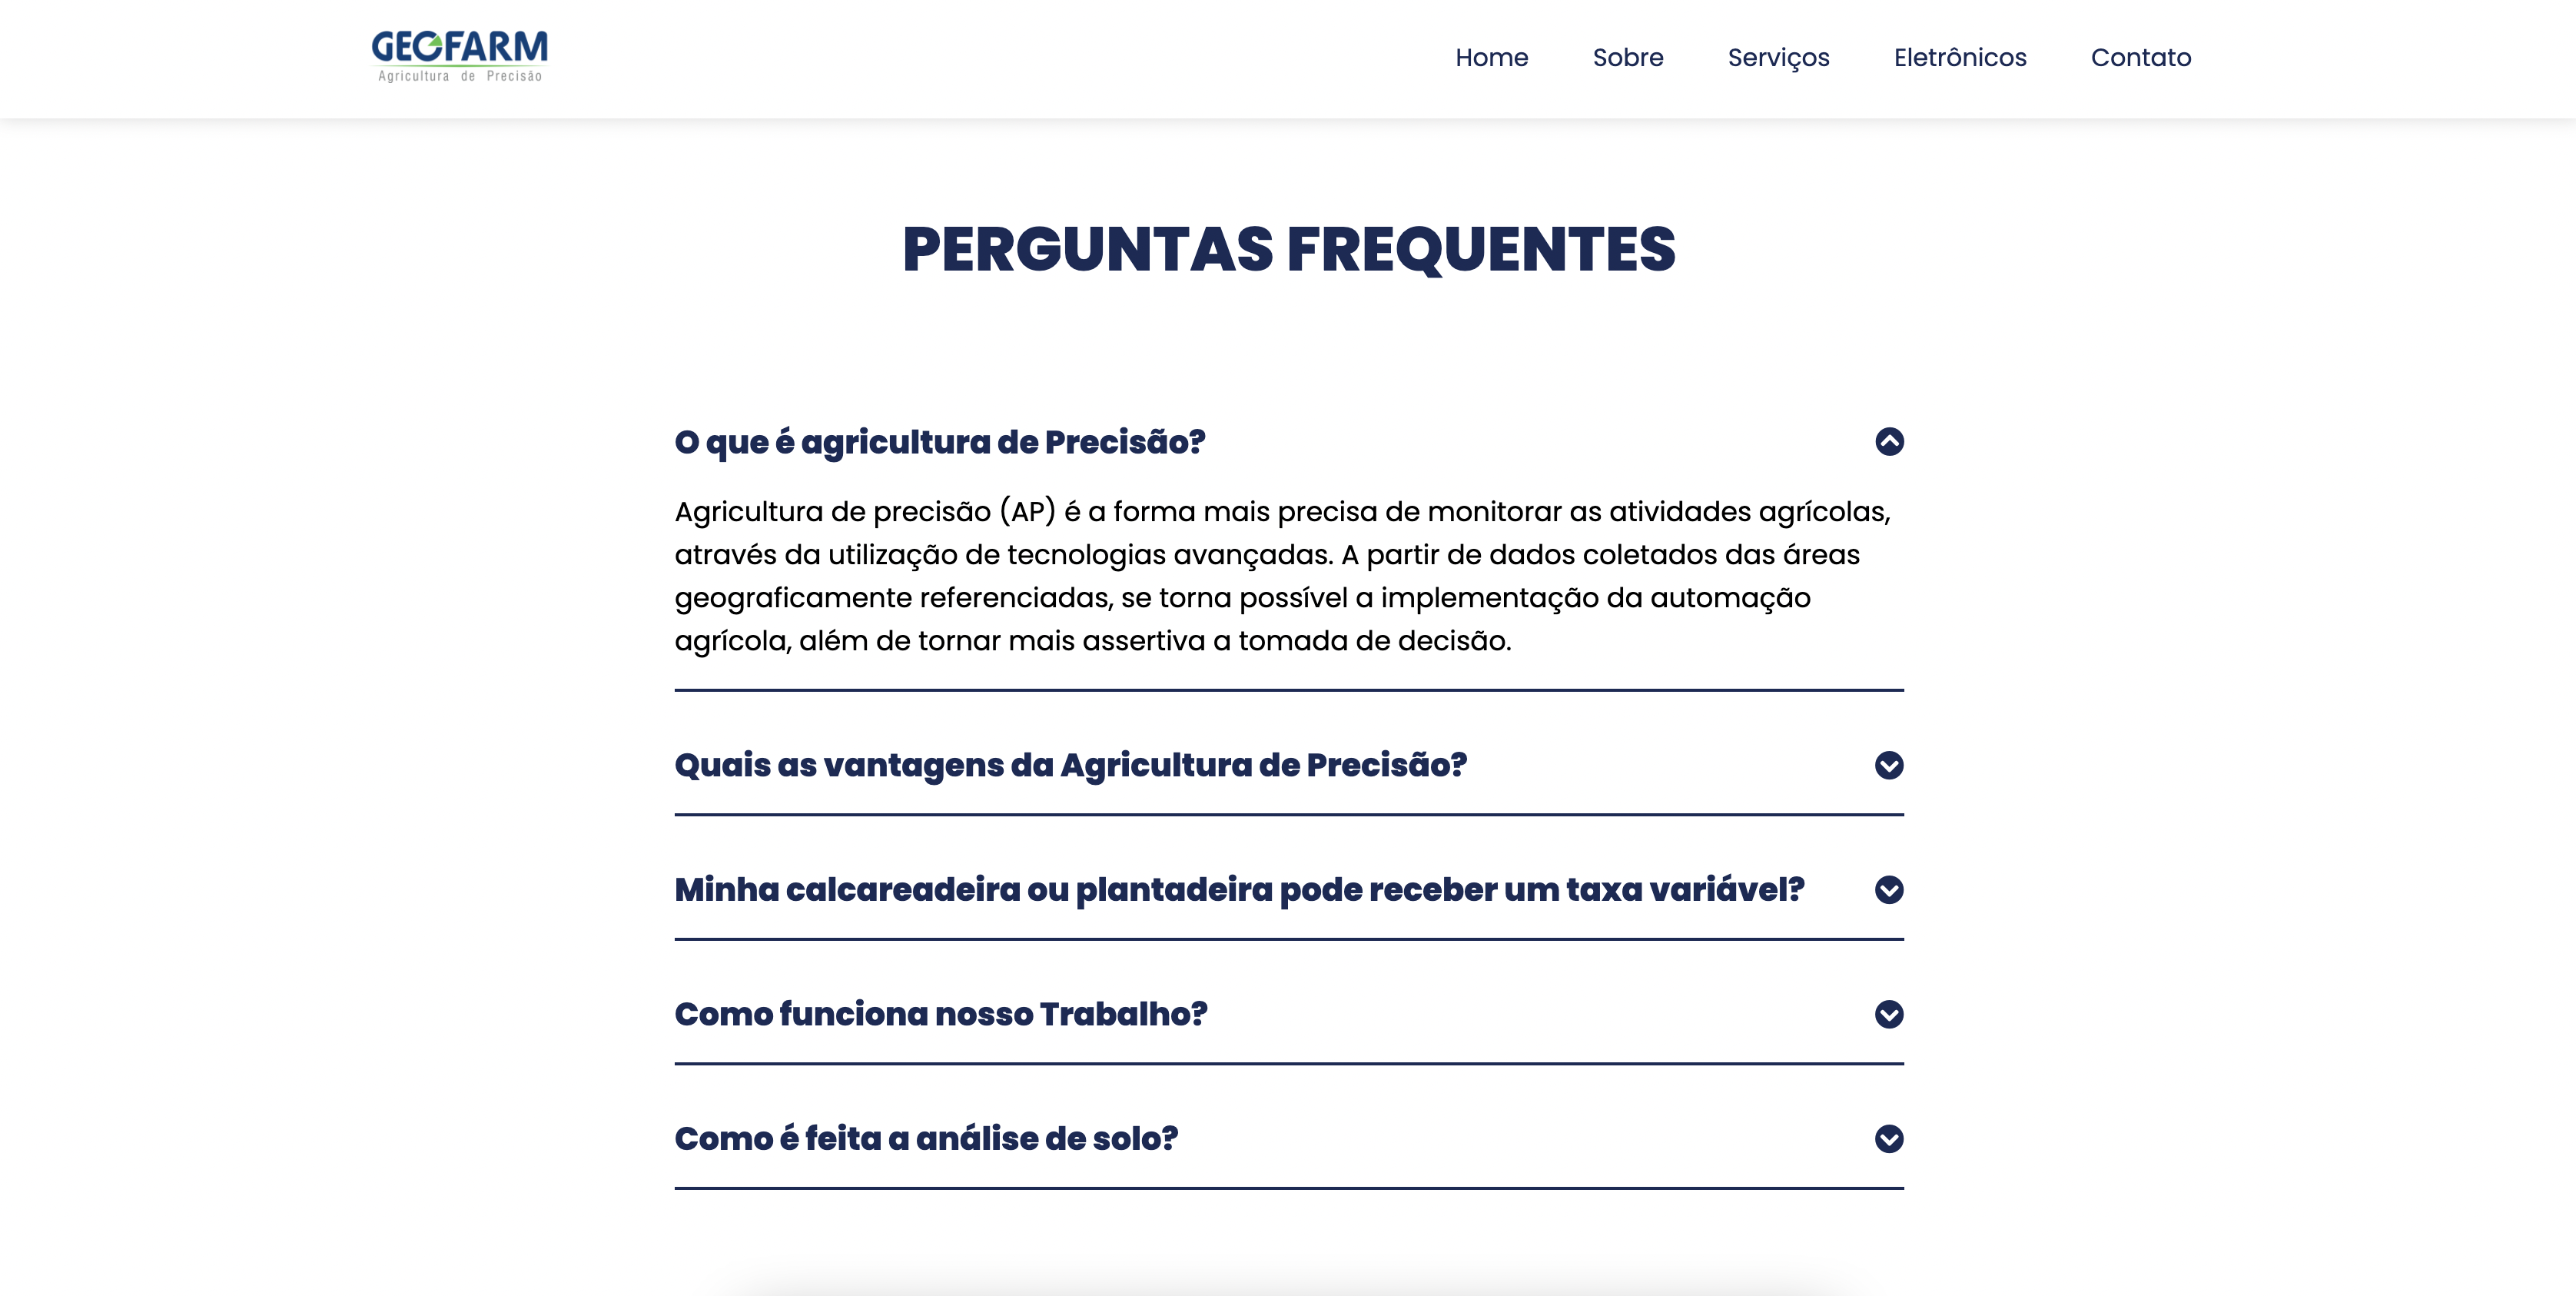 GEOFARM
Agricultura de Precisão
Home Sobre Serviços Eletrônicos Contato
PERGUNTAS FREQUENTES
O que é agricultura de Precisão?
Agricultura de precisão (AP) é a forma mais precisa de monitorar as atividades agrícolas,
através da utilização de tecnologias avançadas. A partir de dados coletados das áreas
geograficamente referenciadas, se torna possível a implementação da automação
agrícola, além de tornar mais assertiva a tomada de decisão.
Quais as vantagens da Agricultura de Precisão?
Minha calcareadeira ou plantadeira pode receber um taxa variável?
Como funciona nosso Trabalho?
Como é feita a análise de solo?